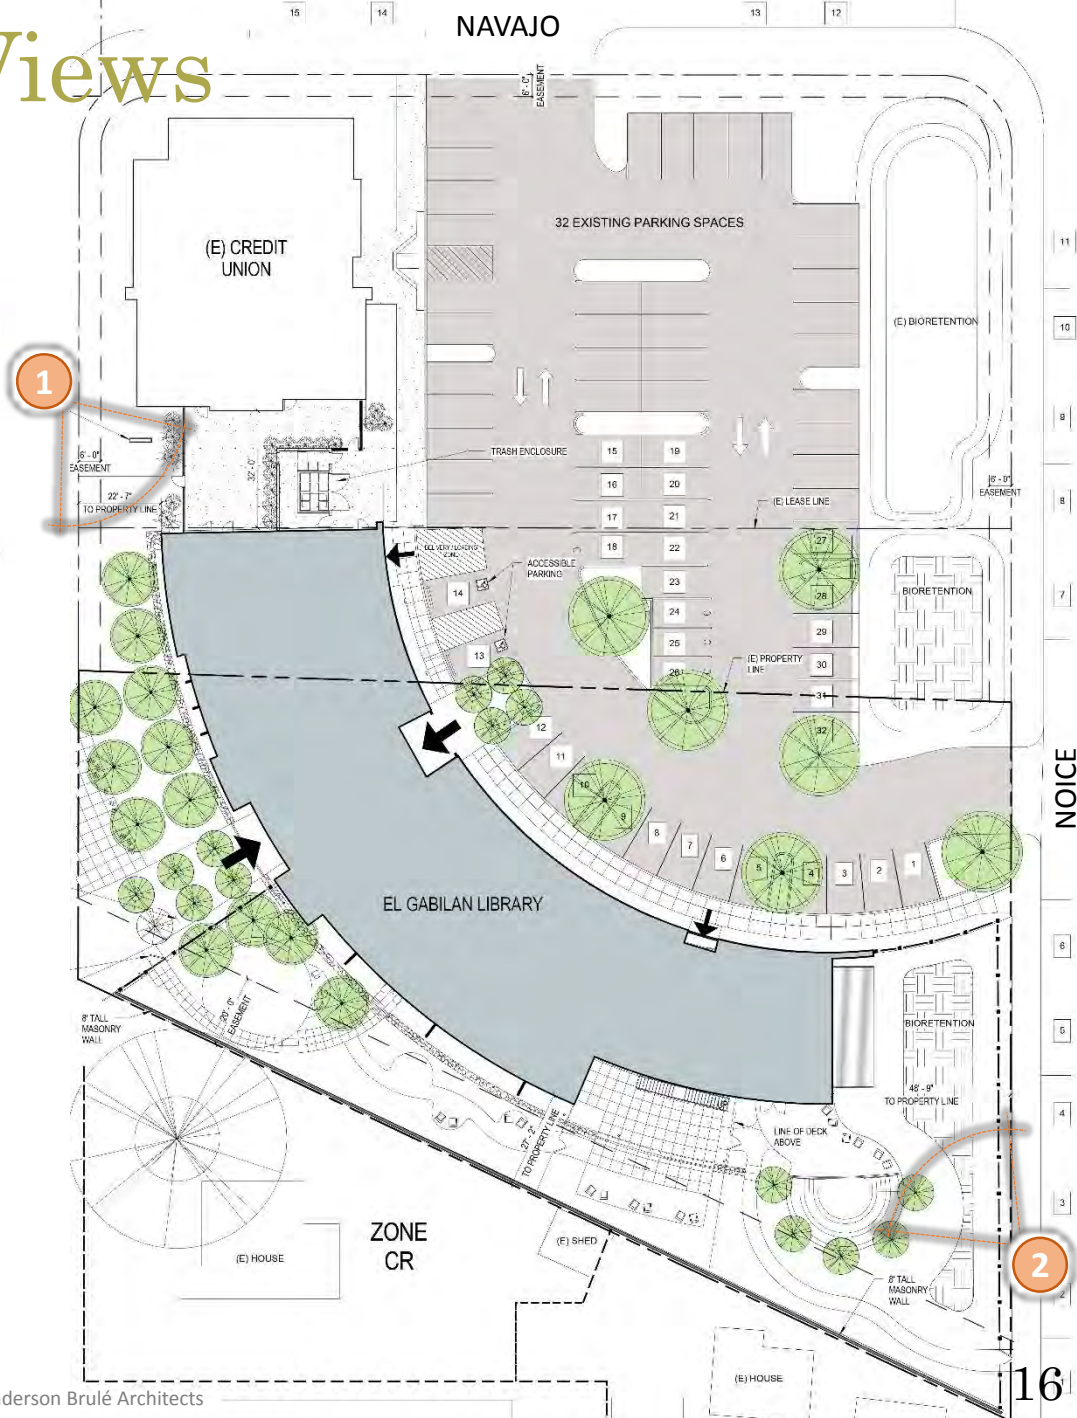 15
14
NAVAJO
13
12
Views
6' - 0"
EASEMENT
(E) CREDIT
UNION
32 EXISTING PARKING SPACES
11
(E) BIORETENTION
10
1
9
6' - 0"
EASEMENT
32' - 0"
TRASH ENCLOSURE
15
19
16
20
22' - 7"
TO PROPERTY LINE
(E) LEASE LINE
6' - 0"
EASEMENT
8
17
21
18
22
27
DELIVERY / LOADING
ZONE
ACCESSIBLE
PARKING
14
23
28
BIORETENTION
7
24
25
29
13
26
(E) PROPERTY
LINE
30
31
12
32
11
NOICE
10
9
8
7
6
5
4
3
2
1
EL GABILAN LIBRARY
6
20' - 0"
EASEMENT
8' TALL
MASONRY
WALL
BIORETENTION
5
48' - 9"
TO PROPERTY LINE
4
27' - 2"
TO PROPERTY LINE
LINE OF DECK
ABOVE
3
ZONE
CR
(E) HOUSE
(E) SHED
2
8' TALL
MASONRY
WALL
2
(E) HOUSE
16
nderson Brulé Architects